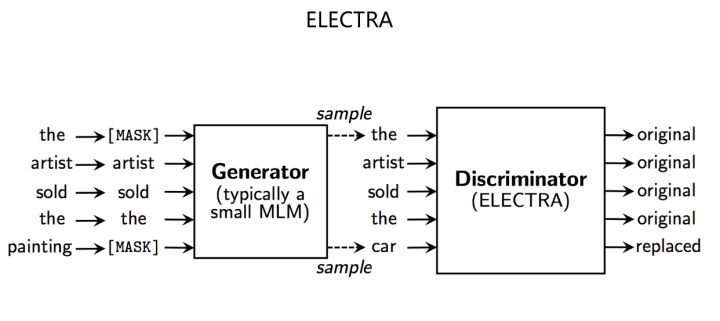 ELECTRA
sample
the [MASK] the original
artist artist artist original
Generator
(typically a
small MLM)
Discriminator
(ELECTRA)
sold sold sold original
the the the original
painting [MASK] car replaced
sample